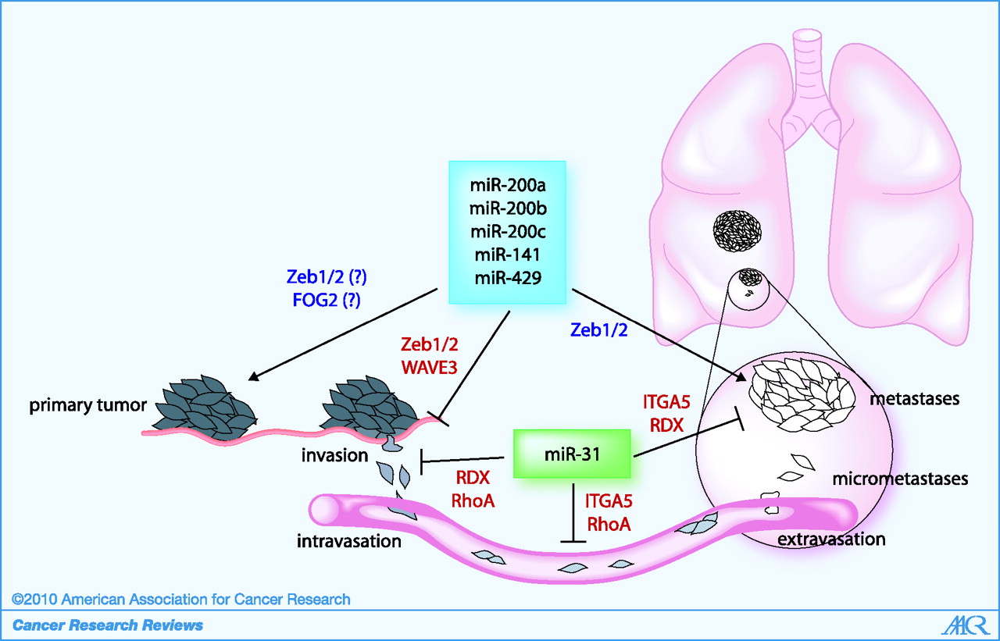 miR-200a
miR-200b
miR-200c
miR-141
miR-429
Zeb1/2 (?)
FOG2 (?)
Zeb1/2
WAVE3
Zeb1/2
primary tumor
invasion
miR-31
RDX
RhoA
ITGA5
RhoA
ITGA5
RDX
metastases
micrometastases
intravasation
extravasation
©2010 American Association for Cancer Research
Cancer Research Reviews
AACR